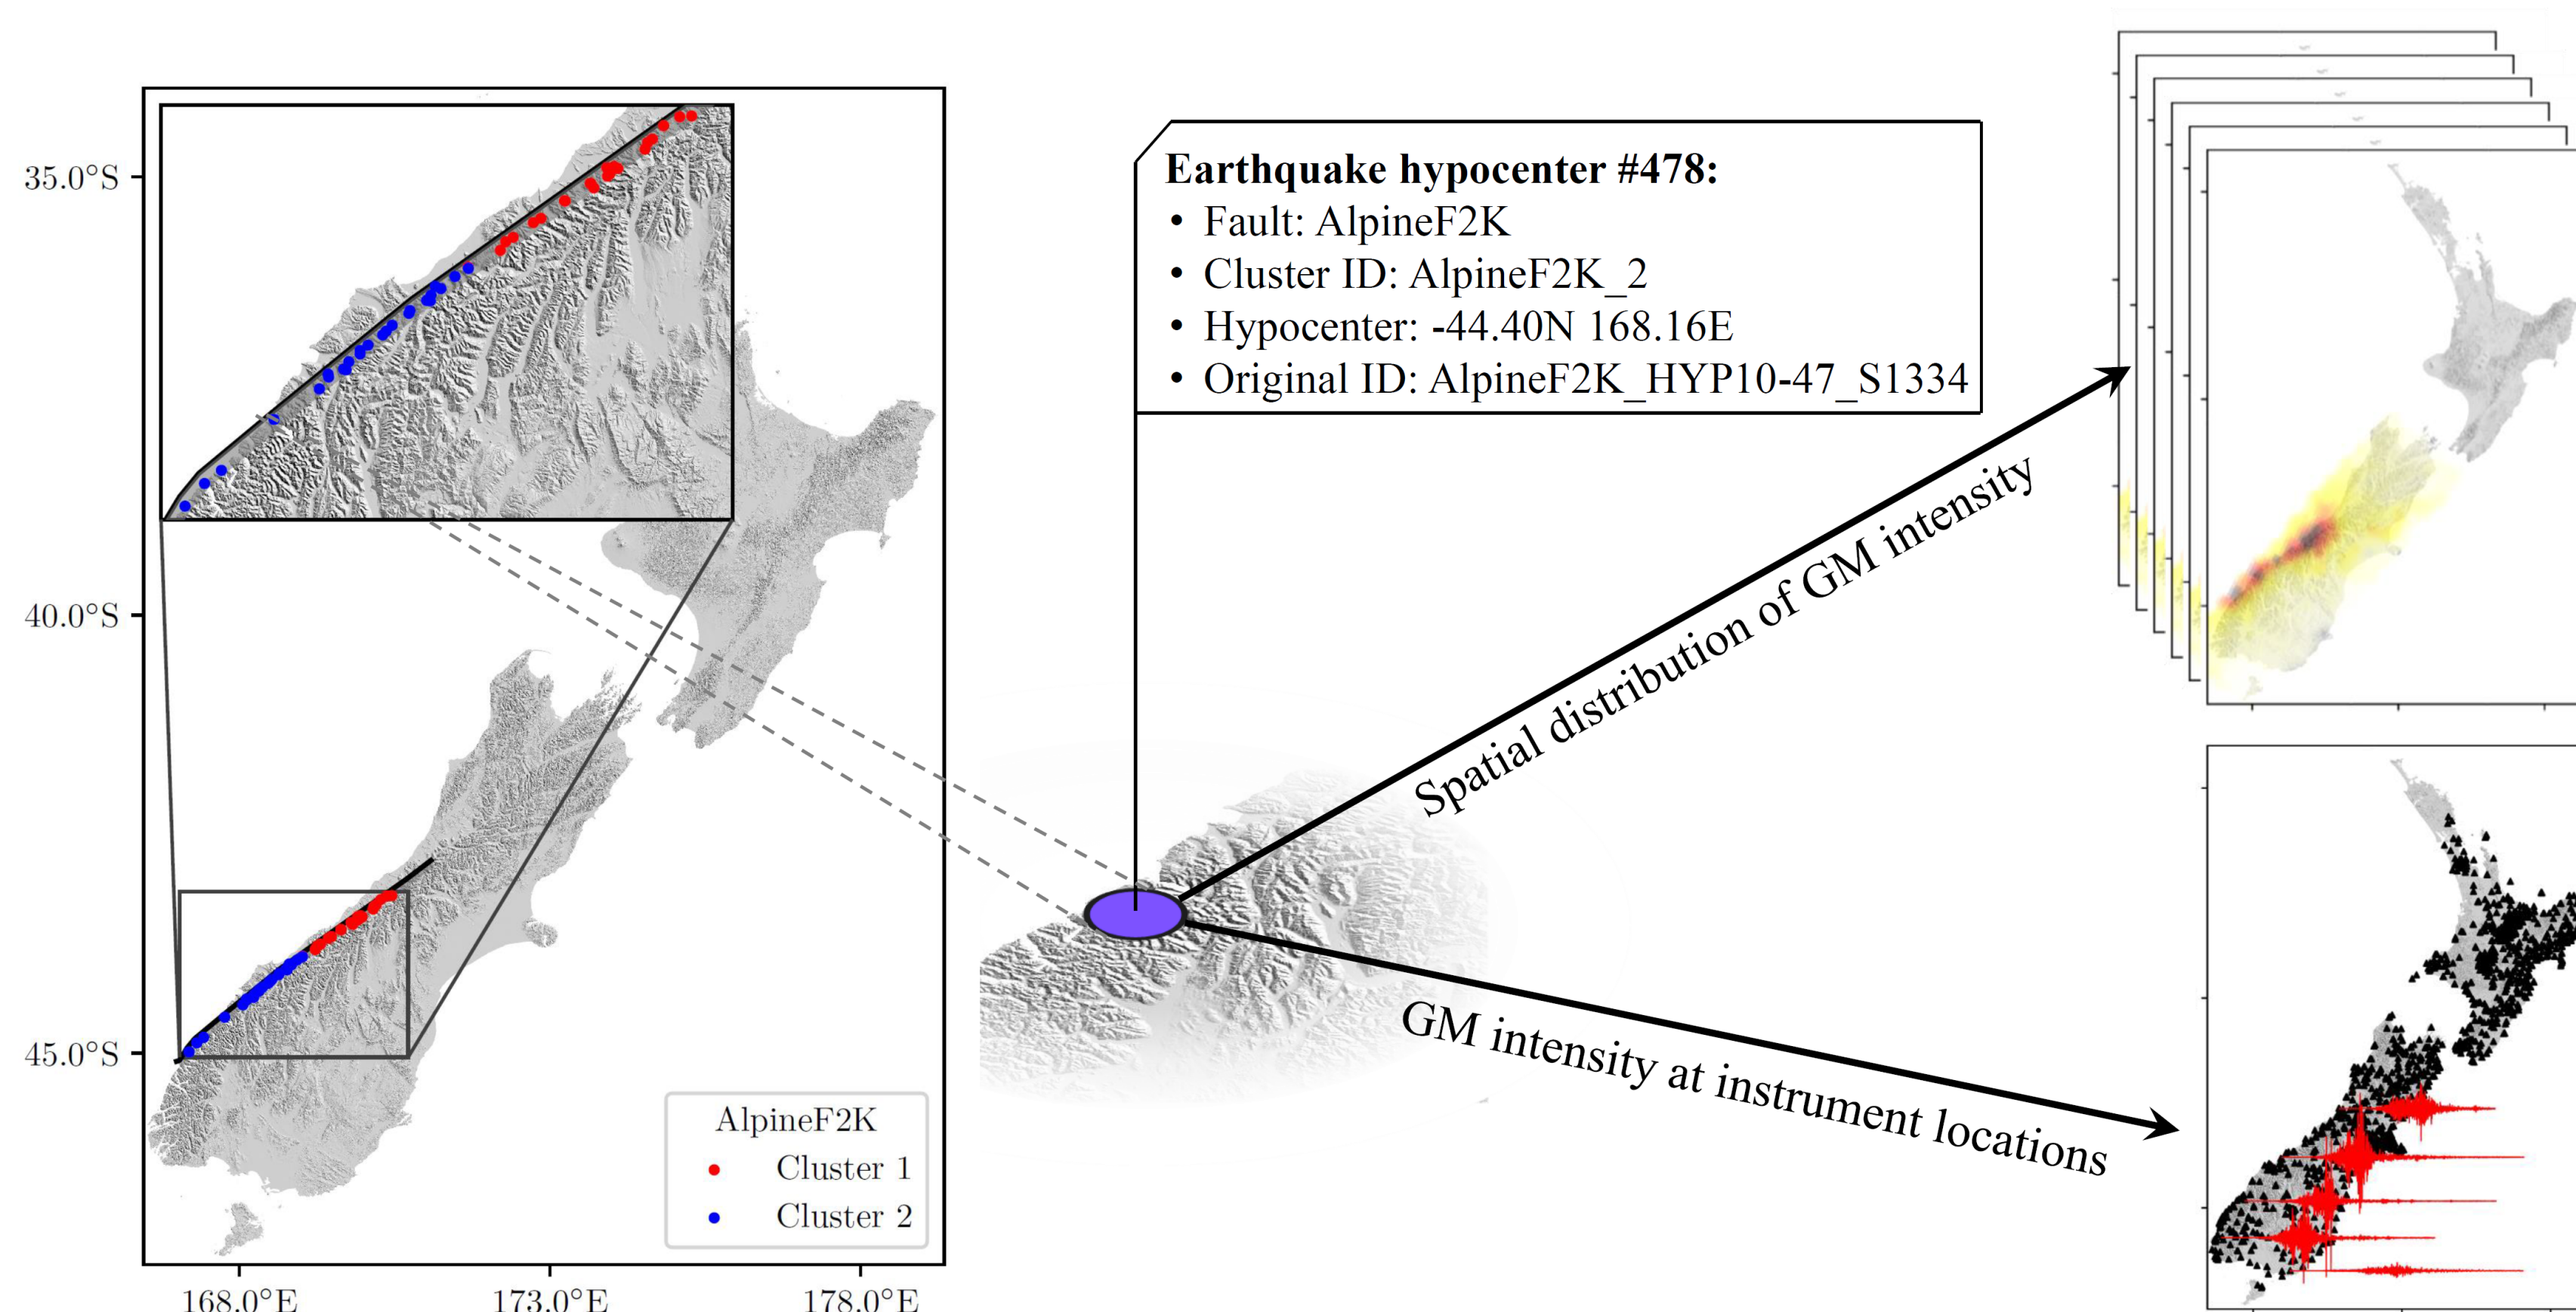 35.0°S
40.0°S
45.0°S
168.0°E
173.0°E
178.0°E
AlpineF2K
Cluster 1
Cluster 2
Earthquake hypocenter #478:
• Fault: AlpineF2K
• Cluster ID: AlpineF2K_2
• Hypocenter: -44.40N 168.16E
• Original ID: AlpineF2K_HYP10-47_S1334
Spatial distribution of GM intensity
GM intensity at instrument locations